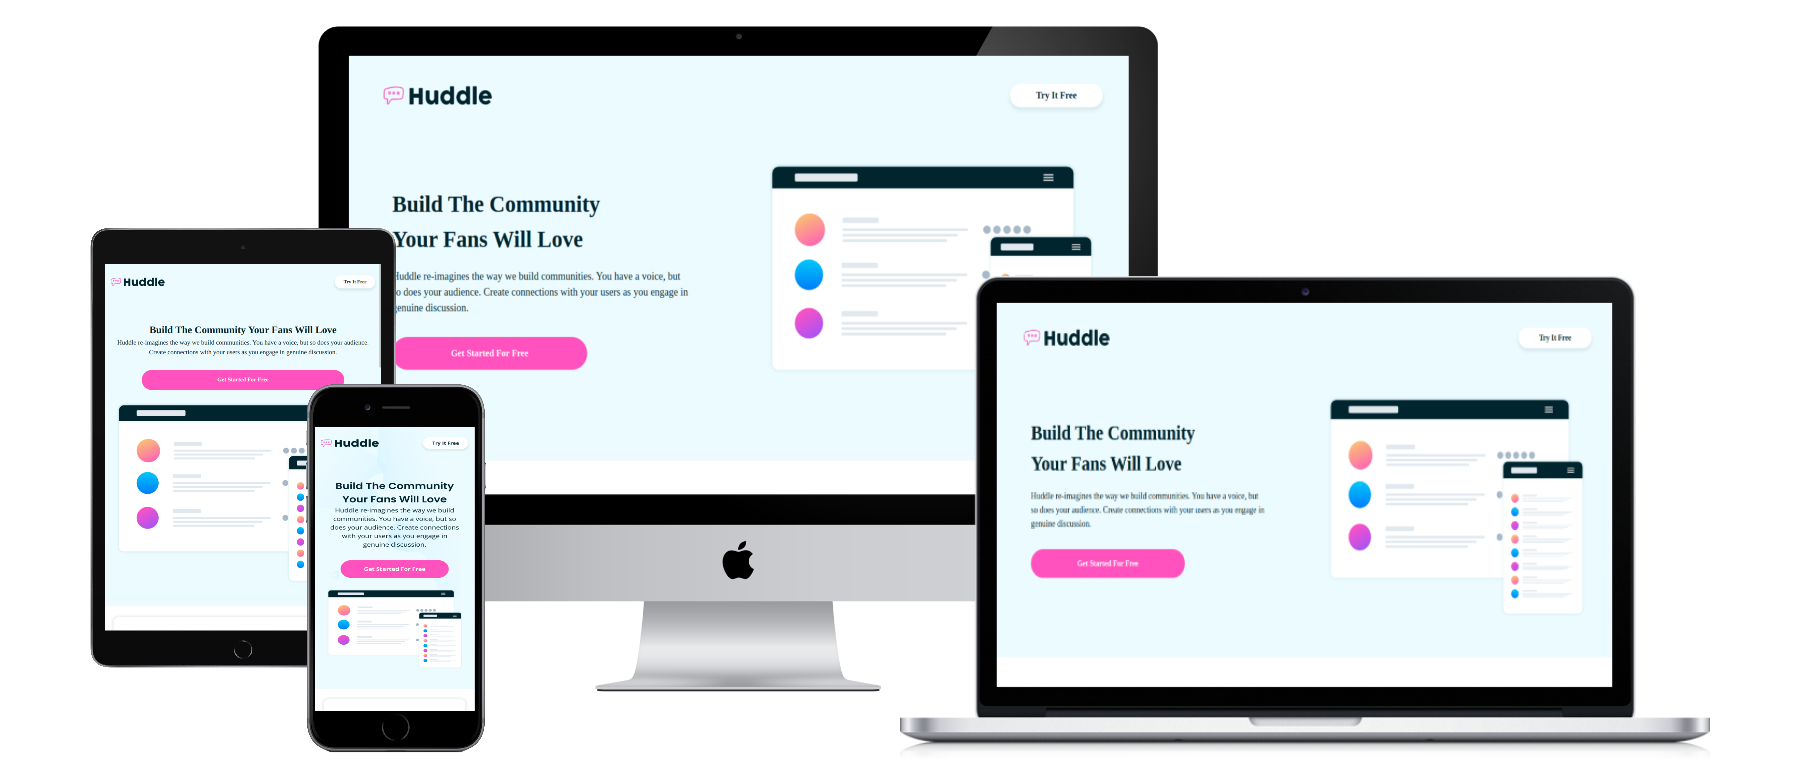 Huddle
Try It Free
Build The Community
Your Fans Will Love
Huddle re-imagines the way we build communities. You have a voice, but
so does your audience. Create connections with your users as you engage in
genuine discussion.
Get Started For Free
Huddle
Try It Free
Build The Community Your Fans Will Love
Huddle re-imagines the way we build communities. You have a voice, but so does your audience.
Create connections with your users as you engage in genuine discussion.
Get Started For Free
Huddle
Try It Free
Build The Community
Your Fans Will Love
Huddle re-imagines the way we build
communities. You have a voice, but so
does your audience. Create connections
with your users as you engage in
genuine discussion.
Get Started For Free
Huddle
Try It Free
Build The Community
Your Fans Will Love
Huddle re-imagines the way we build communities. You have a voice, but
so does your audience. Create connections with your users as you engage in
genuine discussion.
Get Started For Free